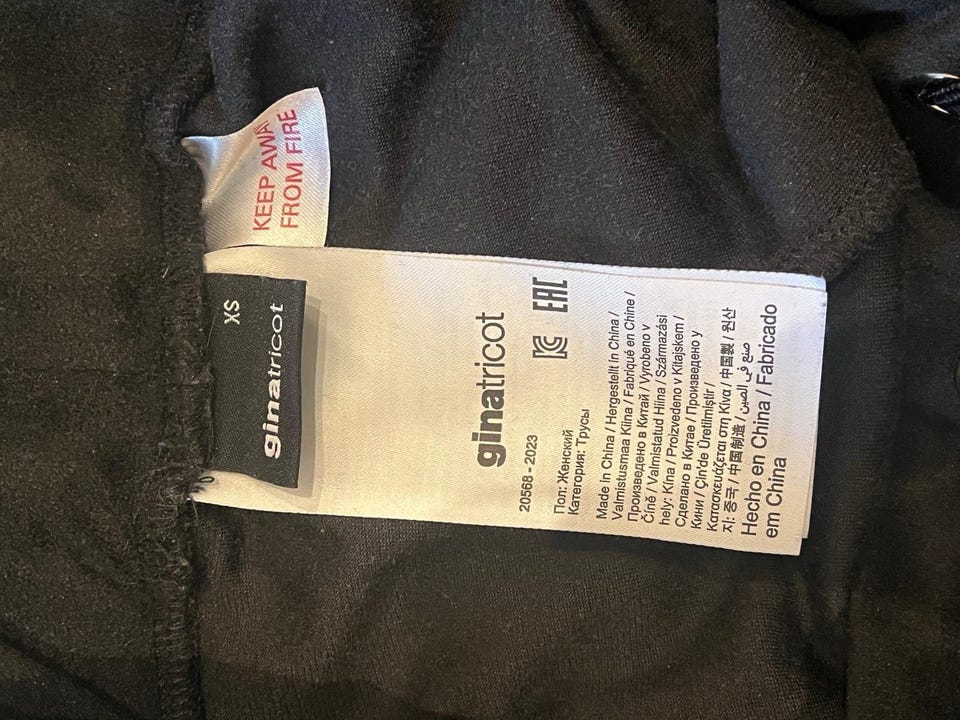 KEEP AWAY
FROM FIRE
XS
ginatricot
ginatricot
20568 - 2023
Пол: Женский
Категория: Трусы
Made in China / Hergestellt in China /
Valmistusmaa Kiina / Fabriqué en Chine /
Произведено в Китай / Vyrobeno v
Číně / Valmistatud Hiina / Származási
hely: Kína / Proizvedeno v Kitajskem /
Сделано в Китае / Произведено у
Кини / Çin'de Üretilmiştir /
Κατασκευάζεται στη Κίνα / 中国製 / 원산
지: 중국 / 中国制造 / صنع في الصين /
Hecho en China / Fabricado
em China